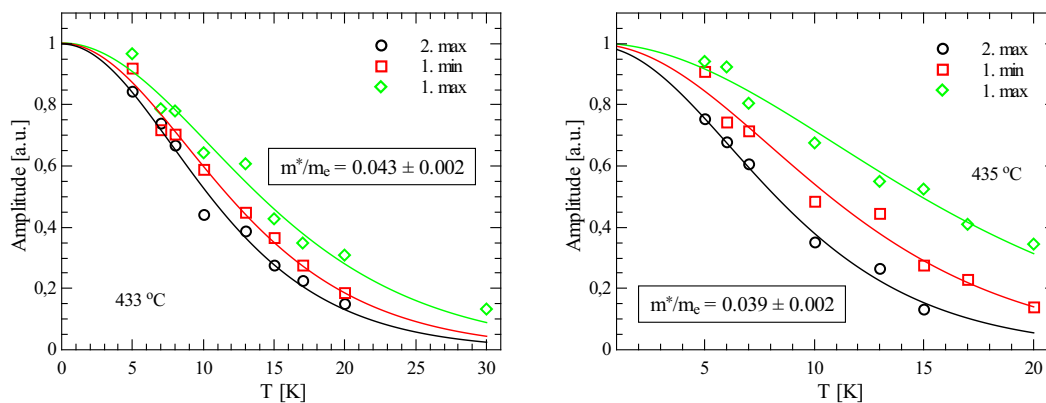 1
0,8
0,6
0,4
0,2
0
Amplitude [a.u.]
2. max
1. min
1. max
m*/mₑ = 0.043 ± 0.002
433 °C
0 5 10 15 20 25 30
T [K]
1
0,8
0,6
0,4
0,2
0
Amplitude [a.u.]
2. max
1. min
1. max
435 °C
m*/mₑ = 0.039 ± 0.002
5 10 15 20
T [K]